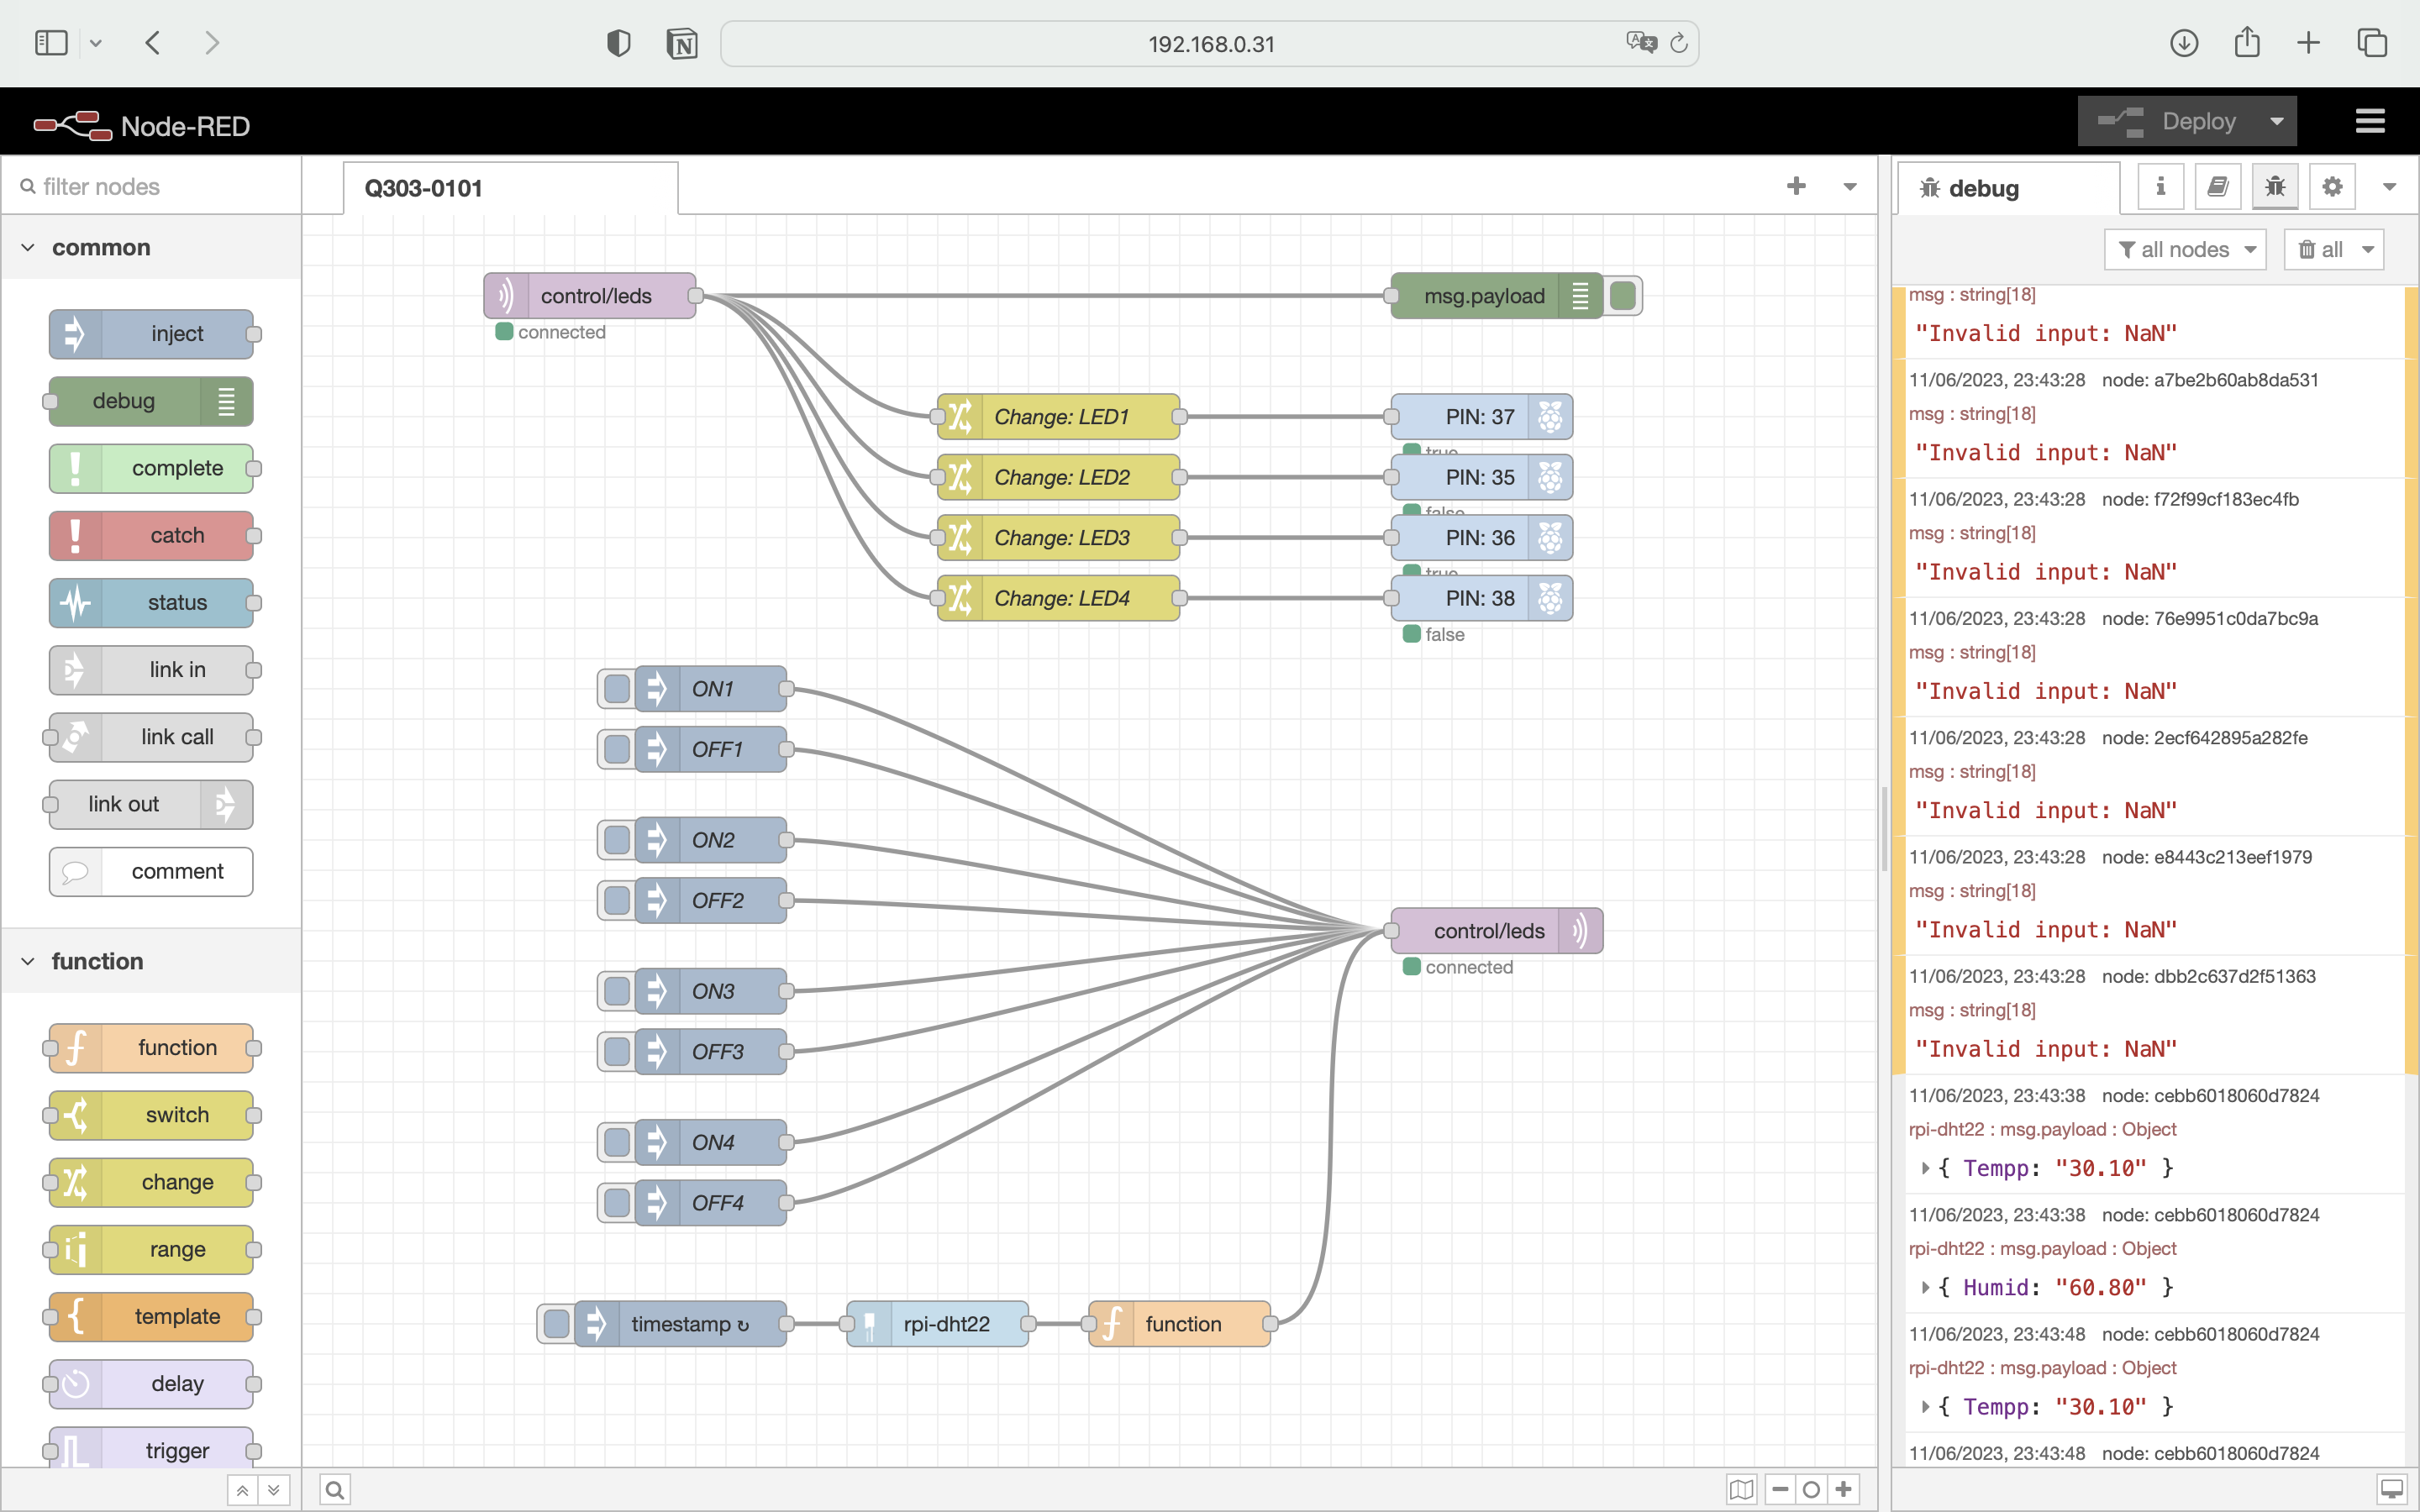 192.168.0.31
Node-RED
Deploy
filter nodes
common
inject
debug
complete
catch
status
link in
link call
link out
comment
function
function
switch
change
range
template
delay
trigger
Q303-0101
control/leds
connected
msg.payload
Change: LED1
PIN: 37
true
Change: LED2
PIN: 35
false
Change: LED3
PIN: 36
true
Change: LED4
PIN: 38
false
ON1
OFF1
ON2
OFF2
ON3
OFF3
ON4
OFF4
control/leds
connected
timestamp ↻
rpi-dht22
function
debug
all nodes
all
msg : string[18]
"Invalid input: NaN"
11/06/2023, 23:43:28 node: a7be2b60ab8da531
msg : string[18]
"Invalid input: NaN"
11/06/2023, 23:43:28 node: f72f99cf183ec4fb
msg : string[18]
"Invalid input: NaN"
11/06/2023, 23:43:28 node: 76e9951c0da7bc9a
msg : string[18]
"Invalid input: NaN"
11/06/2023, 23:43:28 node: 2ecf642895a282fe
msg : string[18]
"Invalid input: NaN"
11/06/2023, 23:43:28 node: e8443c213eef1979
msg : string[18]
"Invalid input: NaN"
11/06/2023, 23:43:28 node: dbb2c637d2f51363
msg : string[18]
"Invalid input: NaN"
11/06/2023, 23:43:38 node: cebb6018060d7824
rpi-dht22 : msg.payload : Object
{ Tempp: "30.10" }
11/06/2023, 23:43:38 node: cebb6018060d7824
rpi-dht22 : msg.payload : Object
{ Humid: "60.80" }
11/06/2023, 23:43:48 node: cebb6018060d7824
rpi-dht22 : msg.payload : Object
{ Tempp: "30.10" }
11/06/2023, 23:43:48 node: cebb6018060d7824